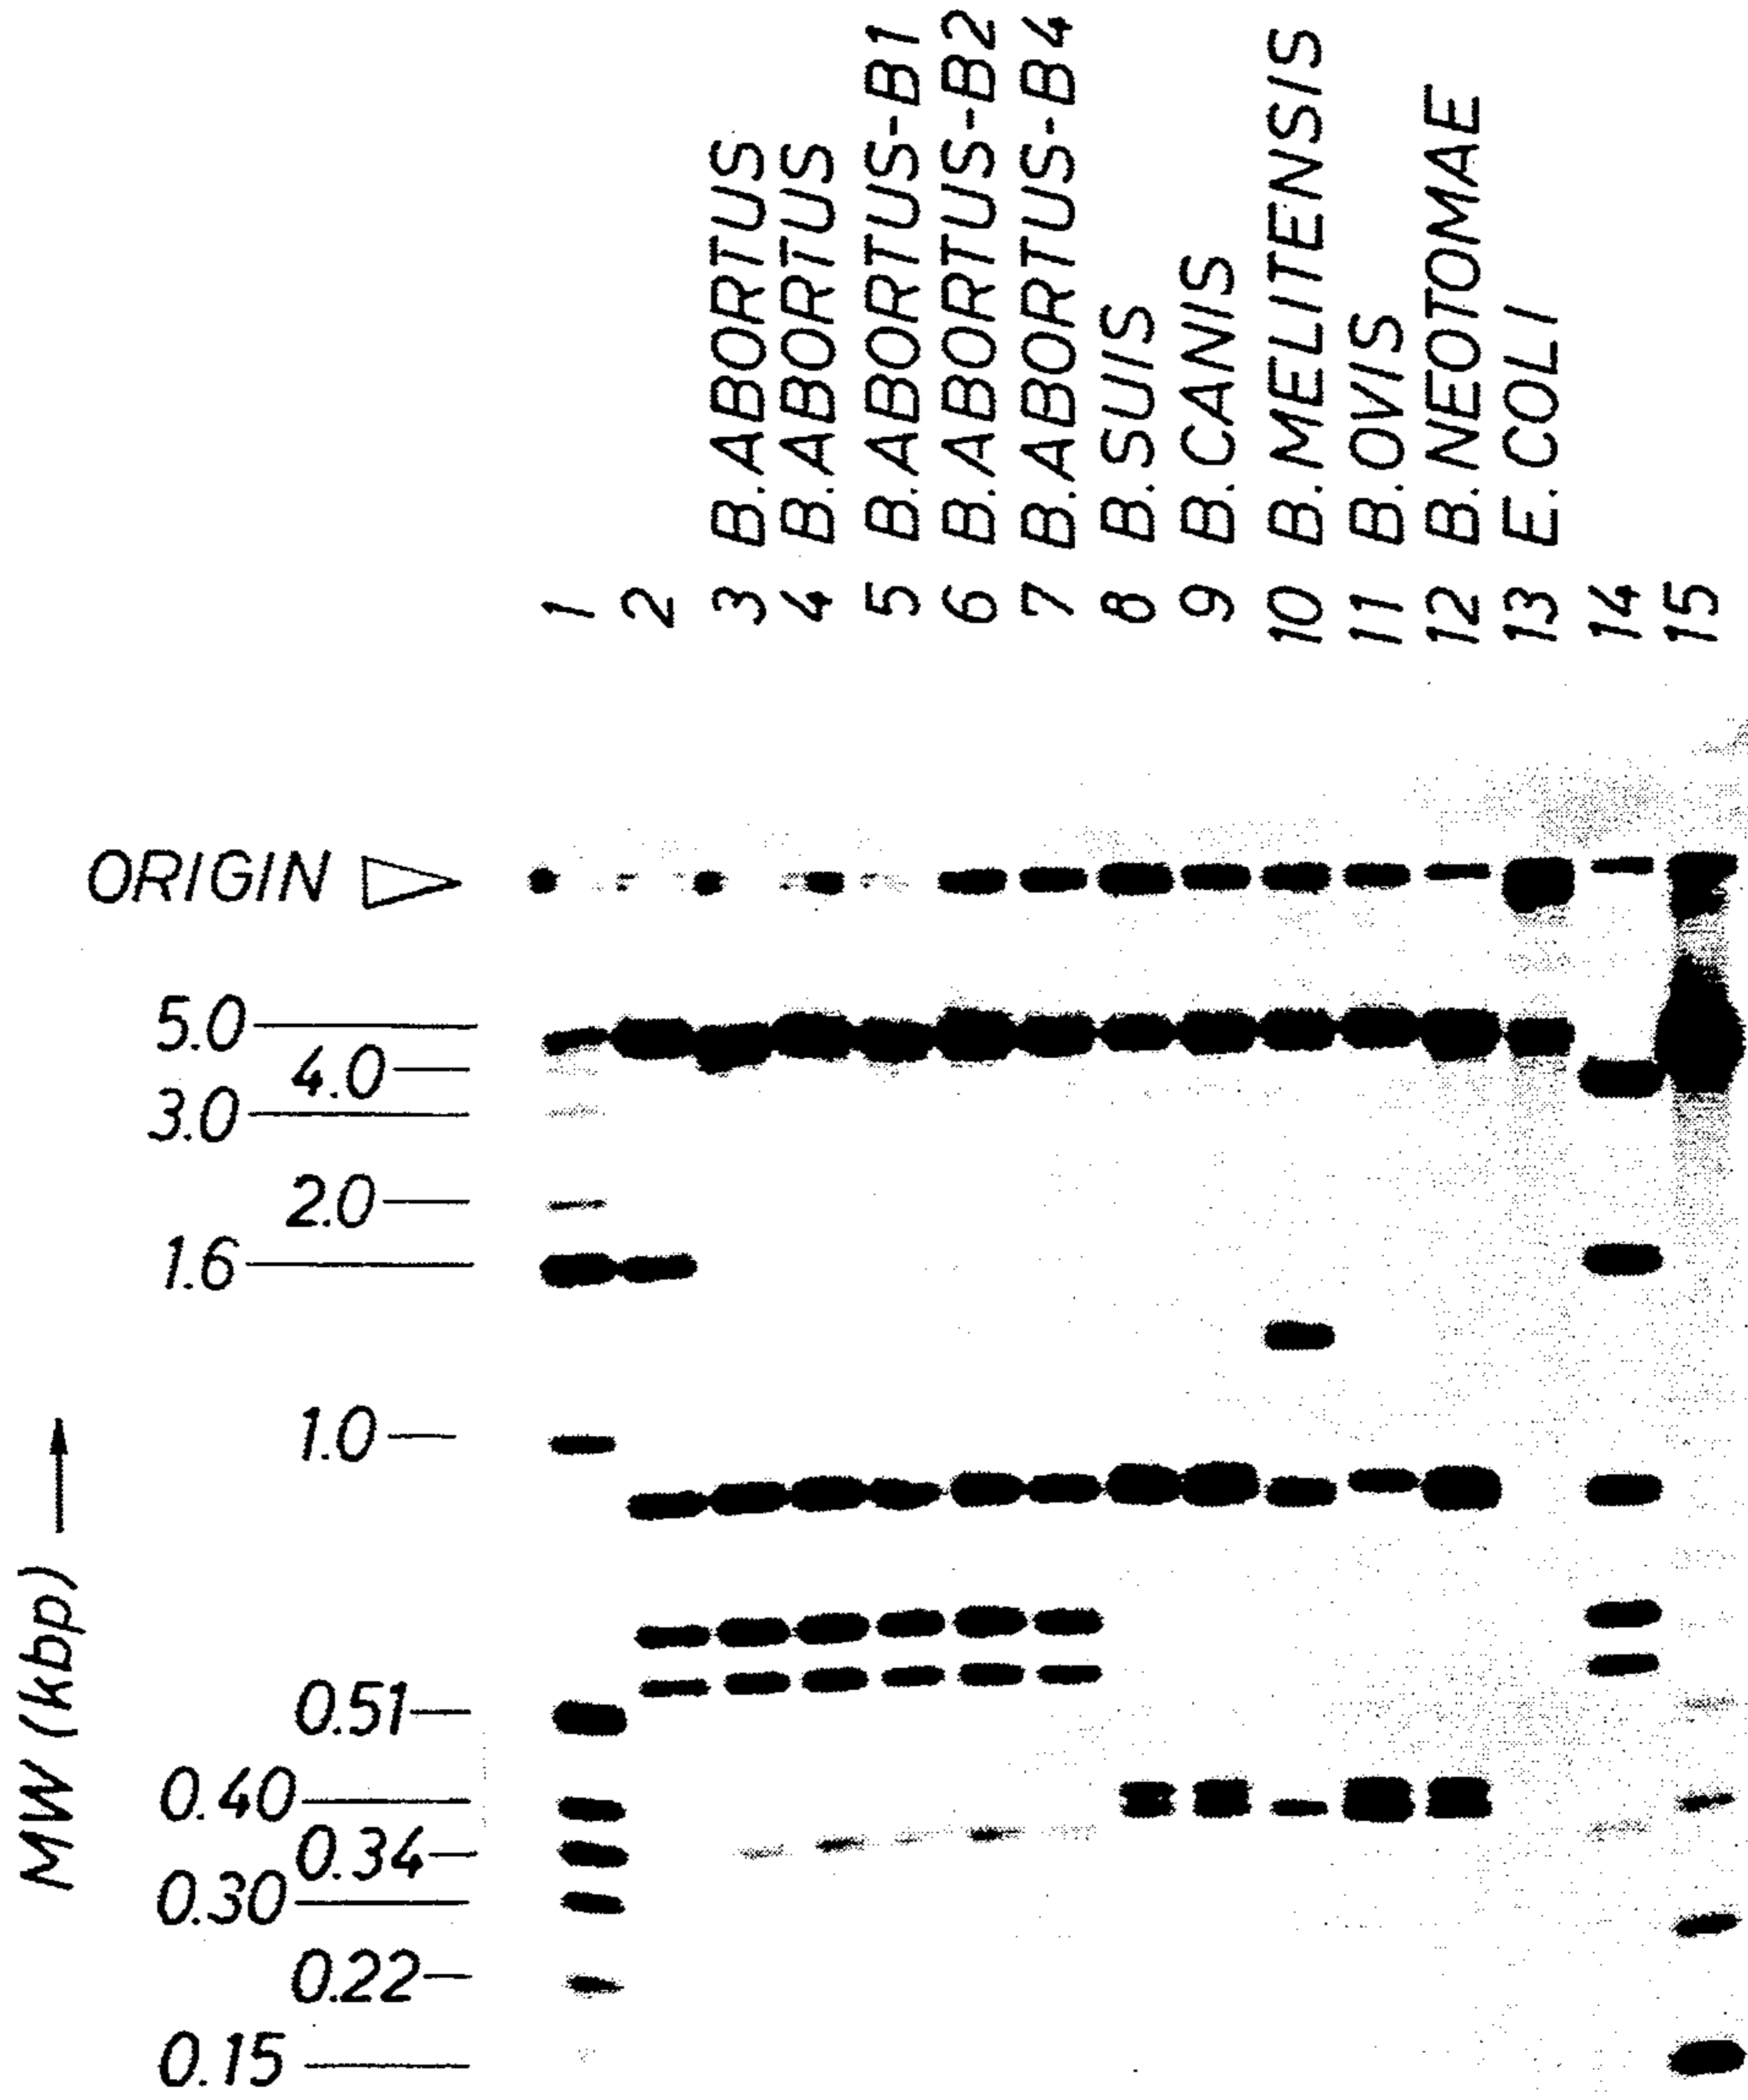 B.ABORTUS
B.ABORTUS
B.ABORTUS-B1
B.ABORTUS-B2
B.ABORTUS-B4
B.SUIS
B.CANIS
B.MELITENSIS
B.OVIS
B.NEOTOMAE
E.COLI
1 2 3 4 5 6 7 8 9 10 11 12 13 14 15
ORIGIN
5.0
4.0
3.0
2.0
1.6
1.0
0.51
0.40
0.34
0.30
0.22
0.15
MW (kbp)